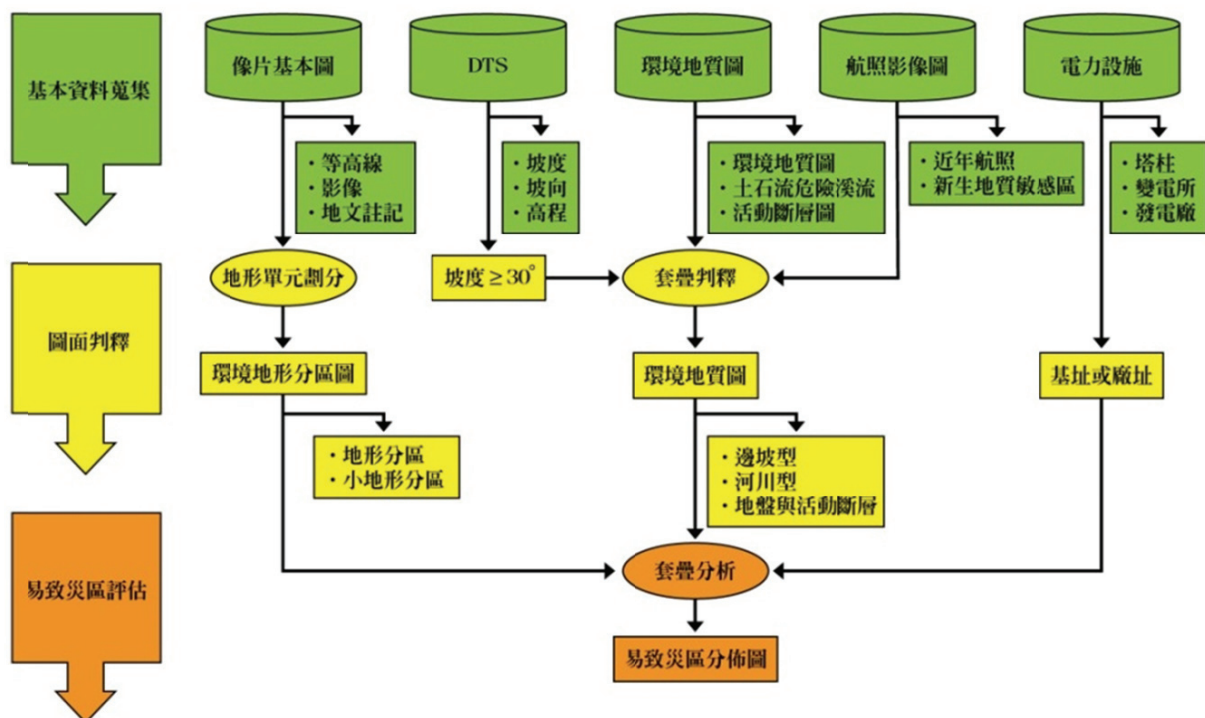 基本資料蒐集
像片基本圖
DTS
環境地質圖
航照影像圖
電力設施
・等高線
・影像
・地文註記
・坡度
・坡向
・高程
・環境地質圖
・土石流危險溪流
・活動斷層圖
・近年航照
・新生地質敏感區
・塔柱
・變電所
・發電廠
圖面判釋
地形單元劃分
坡度≥30°
套疊判釋
環境地形分區圖
環境地質圖
基址或廠址
・地形分區
・小地形分區
・邊坡型
・河川型
・地盤與活動斷層
易致災區評估
套疊分析
易致災區分佈圖